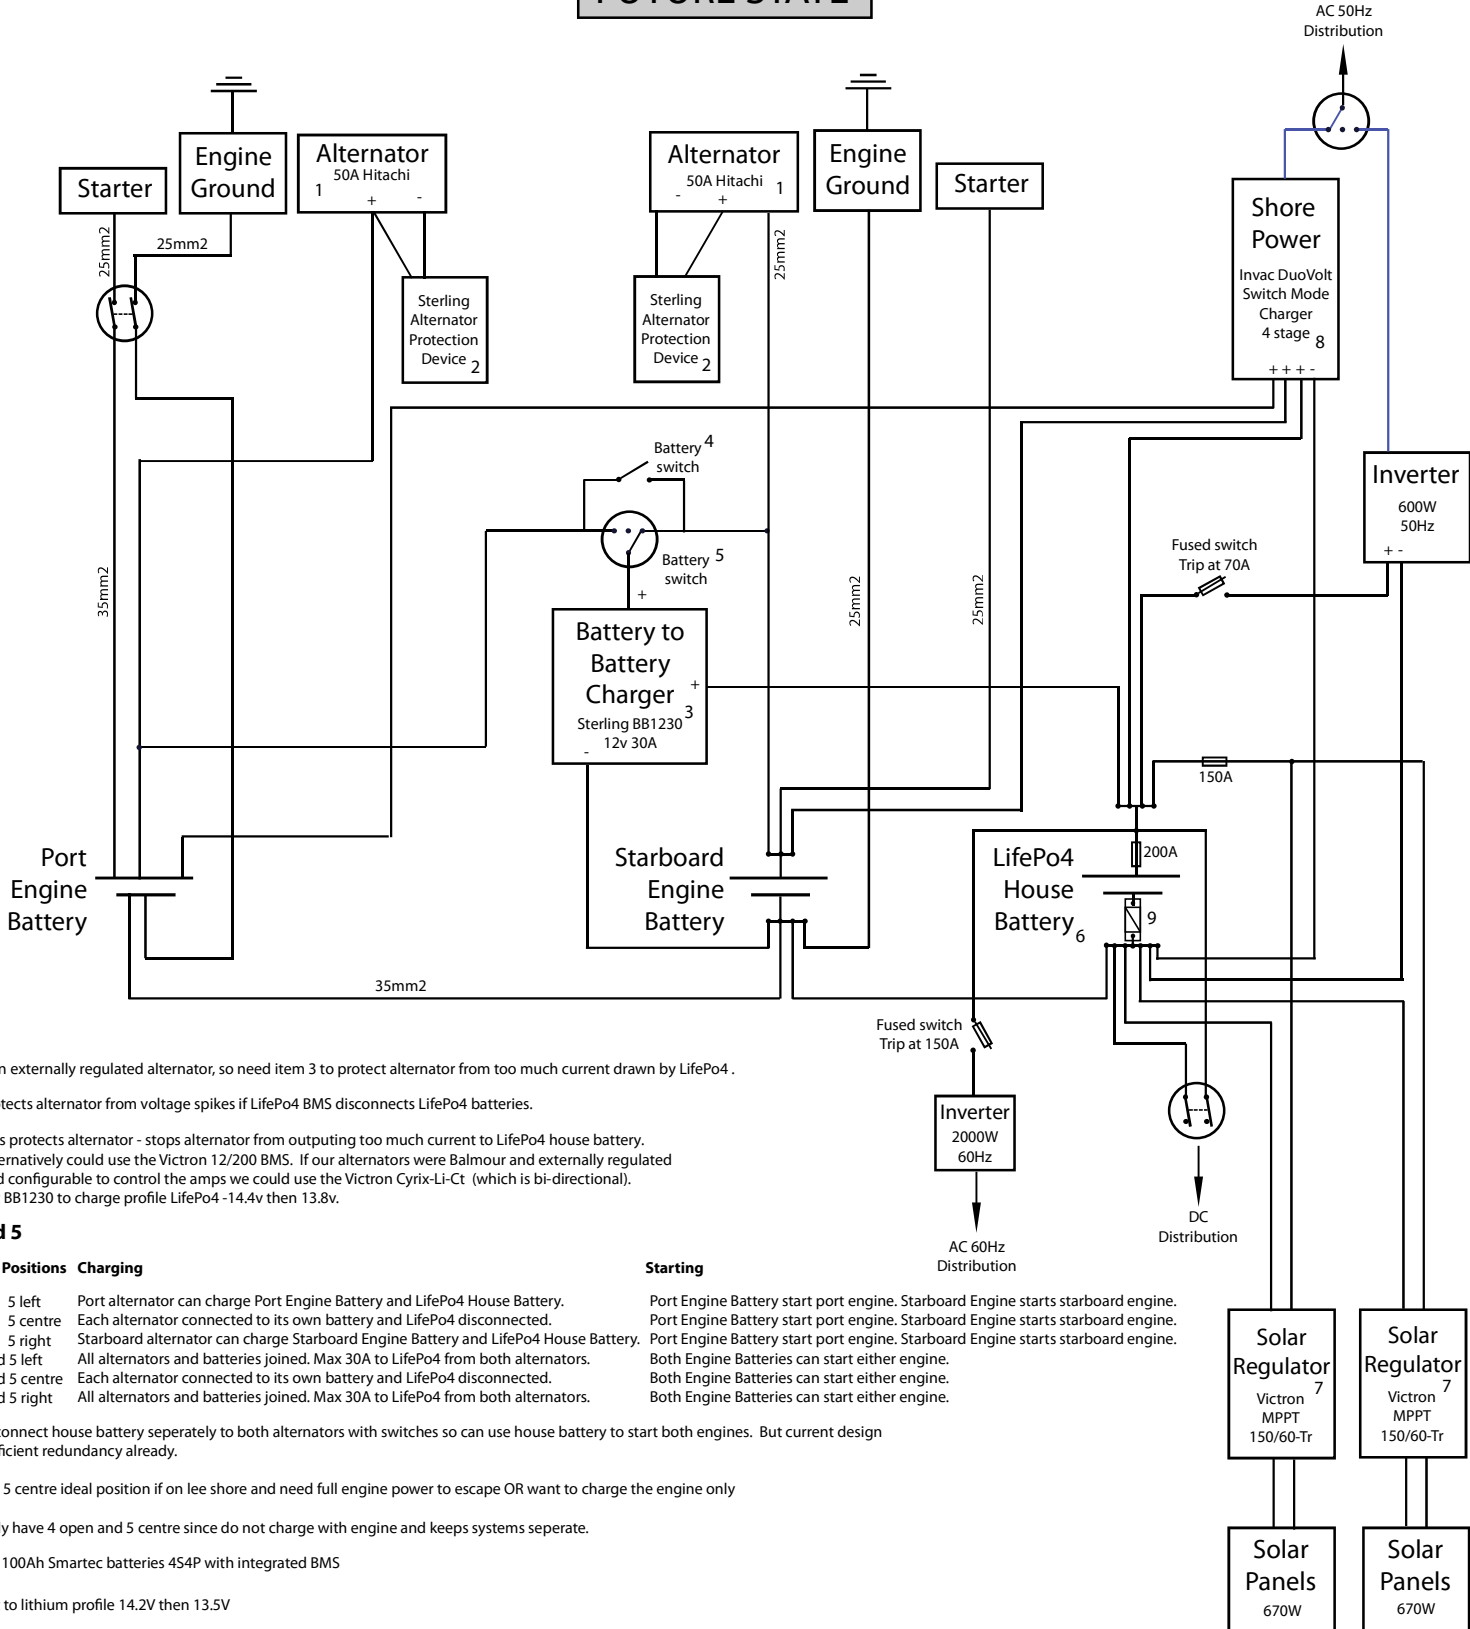 FUTURE STATE
AC 50Hz
Distribution
Starter
Engine
Ground
Alternator
50A Hitachi
1
+
-
Alternator
50A Hitachi
1
-
+
Engine
Ground
Starter
Shore
Power
Invac DuoVolt
Switch Mode
Charger
4 stage
8
+ + + -
25mm2
25mm2
25mm2
Sterling
Alternator
Protection
Device
2
Sterling
Alternator
Protection
Device
2
Battery
switch
4
Battery
switch
5
Inverter
600W
50Hz
+ -
Fused switch
Trip at 70A
35mm2
25mm2
25mm2
+
Battery to
Battery
Charger
+
3
Sterling BB1230
12v 30A
-
150A
Port
Engine
Battery
Starboard
Engine
Battery
LifePo4
House
Battery
6
200A
9
35mm2
Fused switch
Trip at 150A
n externally regulated alternator, so need item 3 to protect alternator from too much current drawn by LifePo4 .
tects alternator from voltage spikes if LifePo4 BMS disconnects LifePo4 batteries.
s protects alternator - stops alternator from outputing too much current to LifePo4 house battery.
ernatively could use the Victron 12/200 BMS. If our alternators were Balmour and externally regulated
d configurable to control the amps we could use the Victron Cyrix-Li-Ct (which is bi-directional).
BB1230 to charge profile LifePo4 -14.4v then 13.8v.
Inverter
2000W
60Hz
AC 60Hz
Distribution
DC
Distribution
d 5
Positions Charging Starting
5 left Port alternator can charge Port Engine Battery and LifePo4 House Battery. Port Engine Battery start port engine. Starboard Engine starts starboard engine.
5 centre Each alternator connected to its own battery and LifePo4 disconnected. Port Engine Battery start port engine. Starboard Engine starts starboard engine.
5 right Starboard alternator can charge Starboard Engine Battery and LifePo4 House Battery. Port Engine Battery start port engine. Starboard Engine starts starboard engine.
d 5 left All alternators and batteries joined. Max 30A to LifePo4 from both alternators. Both Engine Batteries can start either engine.
d 5 centre Each alternator connected to its own battery and LifePo4 disconnected. Both Engine Batteries can start either engine.
d 5 right All alternators and batteries joined. Max 30A to LifePo4 from both alternators. Both Engine Batteries can start either engine.
onnect house battery seperately to both alternators with switches so can use house battery to start both engines. But current design
ficient redundancy already.
5 centre ideal position if on lee shore and need full engine power to escape OR want to charge the engine only
ly have 4 open and 5 centre since do not charge with engine and keeps systems seperate.
100Ah Smartec batteries 4S4P with integrated BMS
to lithium profile 14.2V then 13.5V
Solar
Regulator
7
Victron
MPPT
150/60-Tr
Solar
Regulator
7
Victron
MPPT
150/60-Tr
Solar
Panels
670W
Solar
Panels
670W